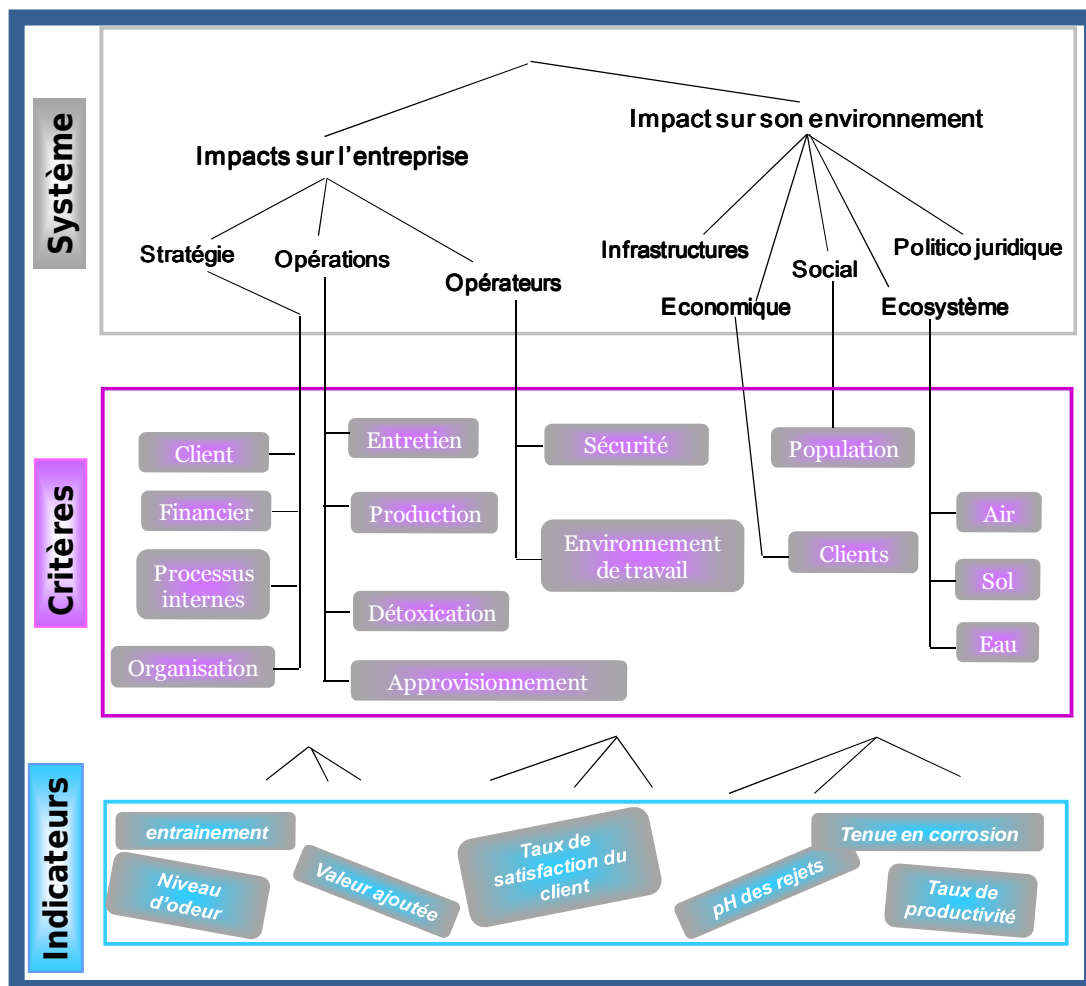 Système
Impact sur son environnement
Impacts sur l'entreprise
Stratégie
Opérations
Opérateurs
Infrastructures
Social
Politico juridique
Economique
Ecosystème
Critères
Client
Financier
Processus
internes
Organisation
Entretien
Production
Détoxication
Approvisionnement
Sécurité
Environnement
de travail
Population
Clients
Air
Sol
Eau
Indicateurs
entrainement
Niveau
d'odeur
Valeur ajoutée
Taux de
satisfaction du
client
pH des rejets
Tenue en corrosion
Taux de
productivité